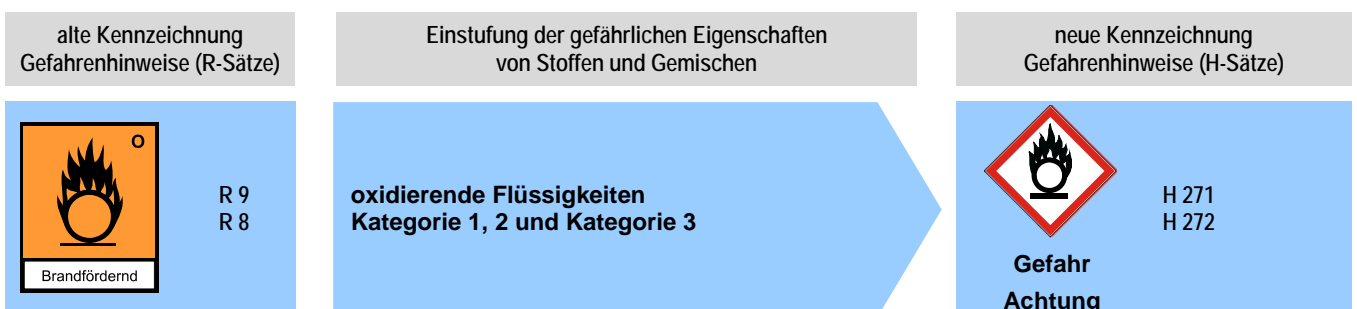 alte Kennzeichnung
Gefahrenhinweise (R-Sätze)
Einstufung der gefährlichen Eigenschaften
von Stoffen und Gemischen
neue Kennzeichnung
Gefahrenhinweise (H-Sätze)
O
Brandfördernd
R 9
R 8
oxidierende Flüssigkeiten
Kategorie 1, 2 und Kategorie 3
H 271
H 272
Gefahr
Achtung